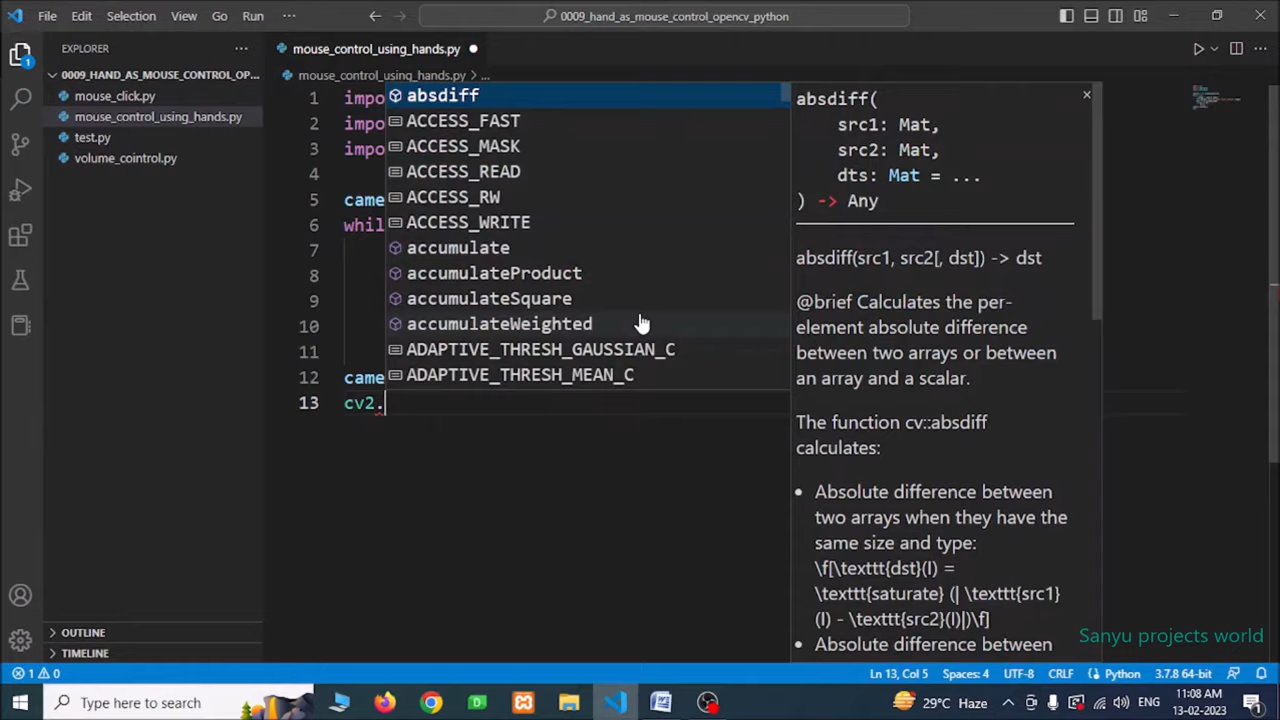 File Edit Selection View Go Run ··· 0009_hand_as_mouse_control_opencv_python
EXPLORER ···
0009_HAND_AS_MOUSE_CONTROL_OP...
mouse_click.py
mouse_control_using_hands.py
test.py
volume_cointrol.py
OUTLINE
TIMELINE
mouse_control_using_hands.py
mouse_control_using_hands.py > ...
1 impo
2 impo
3 impo
4
5 came
6 whil
7
8
9
10
11
12 came
13 cv2.
absdiff
ACCESS_FAST
ACCESS_MASK
ACCESS_READ
ACCESS_RW
ACCESS_WRITE
accumulate
accumulateProduct
accumulateSquare
accumulateWeighted
ADAPTIVE_THRESH_GAUSSIAN_C
ADAPTIVE_THRESH_MEAN_C
absdiff(
src1: Mat,
src2: Mat,
dts: Mat = ...
) -> Any
absdiff(src1, src2[, dst]) -> dst
@brief Calculates the per-
element absolute difference
between two arrays or between
an array and a scalar.
The function cv::absdiff
calculates:
• Absolute difference between
two arrays when they have the
same size and type:
\f[\texttt{dst}(I) =
\texttt{saturate} (| \texttt{src1}
(I) - \texttt{src2}(I)|)\f]
• Absolute difference between
Sanyu projects world
1 0 Ln 13, Col 5 Spaces: 4 UTF-8 CRLF Python 3.7.8 64-bit
Type here to search 29°C Haze 11:08 AM
13-02-2023 1